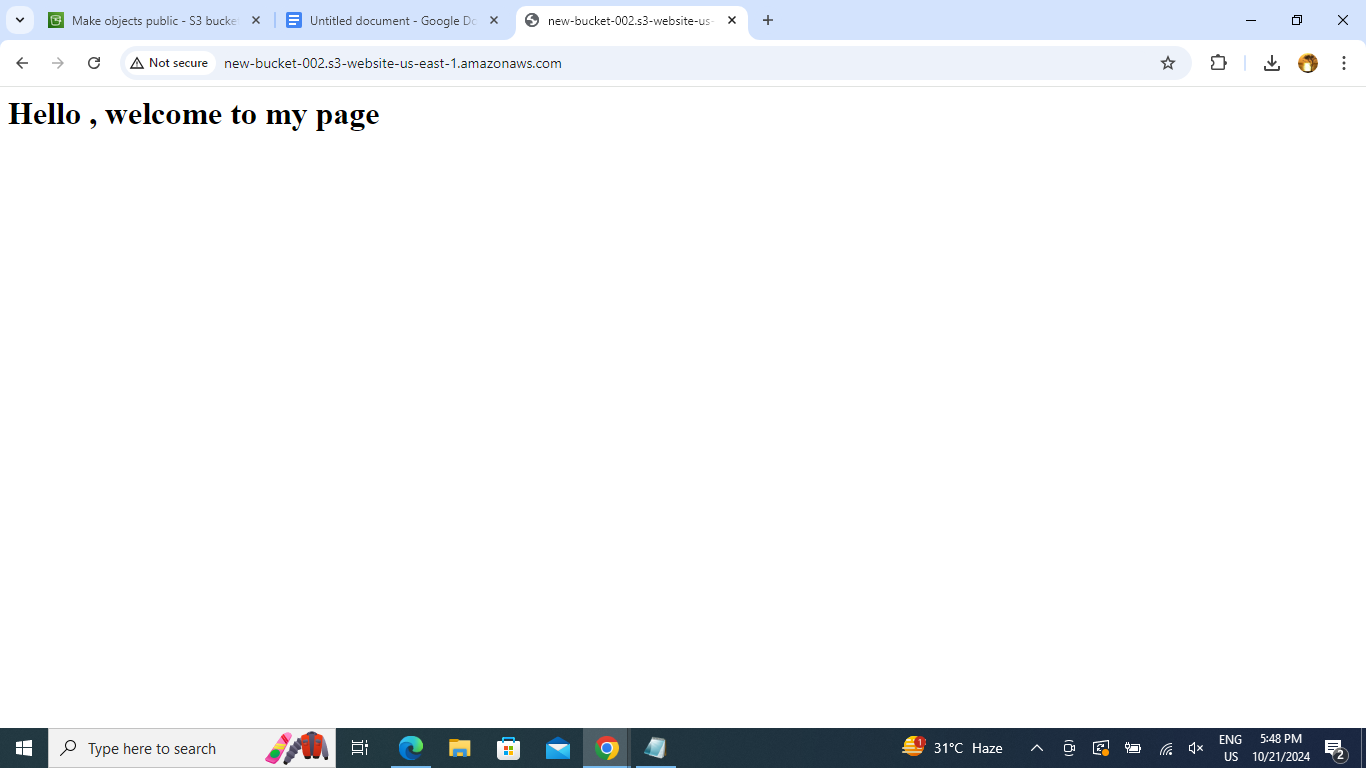 Make objects public - S3 bucke
Untitled document - Google Do
new-bucket-002.s3-website-us-
Not secure
new-bucket-002.s3-website-us-east-1.amazonaws.com
Hello , welcome to my page
Type here to search
1
31°C Haze
ENG
US
5:48 PM
10/21/2024
2